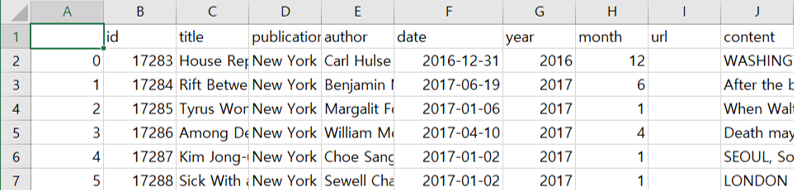 A B C D E F G H I J
1 id title publication author date year month url content
2 0 17283 House Rep New York Carl Hulse 2016-12-31 2016 12 WASHING
3 1 17284 Rift Betwe New York Benjamin 2017-06-19 2017 6 After the b
4 2 17285 Tyrus Won New York Margalit Fo 2017-01-06 2017 1 When Walt
5 3 17286 Among De New York William Mc 2017-04-10 2017 4 Death may
6 4 17287 Kim Jong- New York Choe Sang 2017-01-02 2017 1 SEOUL, So
7 5 17288 Sick With New York Sewell Cha 2017-01-02 2017 1 LONDON